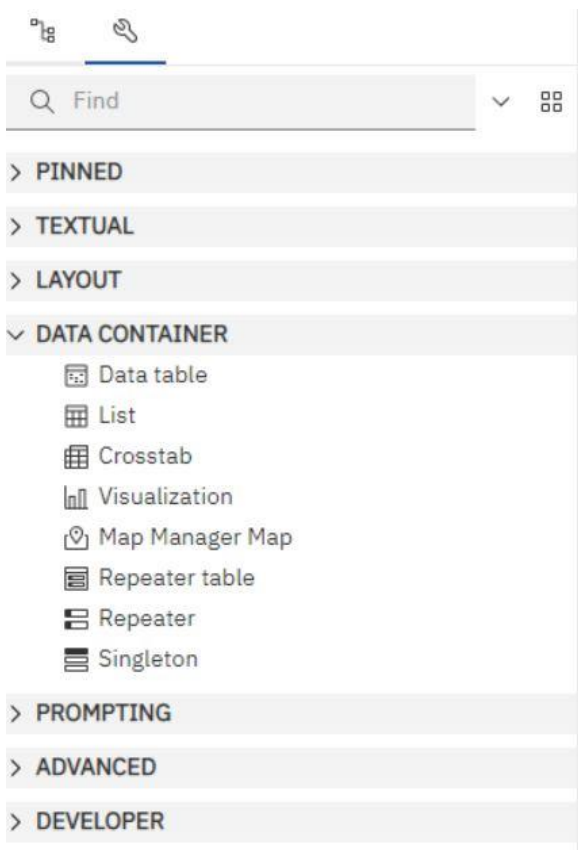 Find
PINNED
TEXTUAL
LAYOUT
DATA CONTAINER
Data table
List
Crosstab
Visualization
Map Manager Map
Repeater table
Repeater
Singleton
PROMPTING
ADVANCED
DEVELOPER